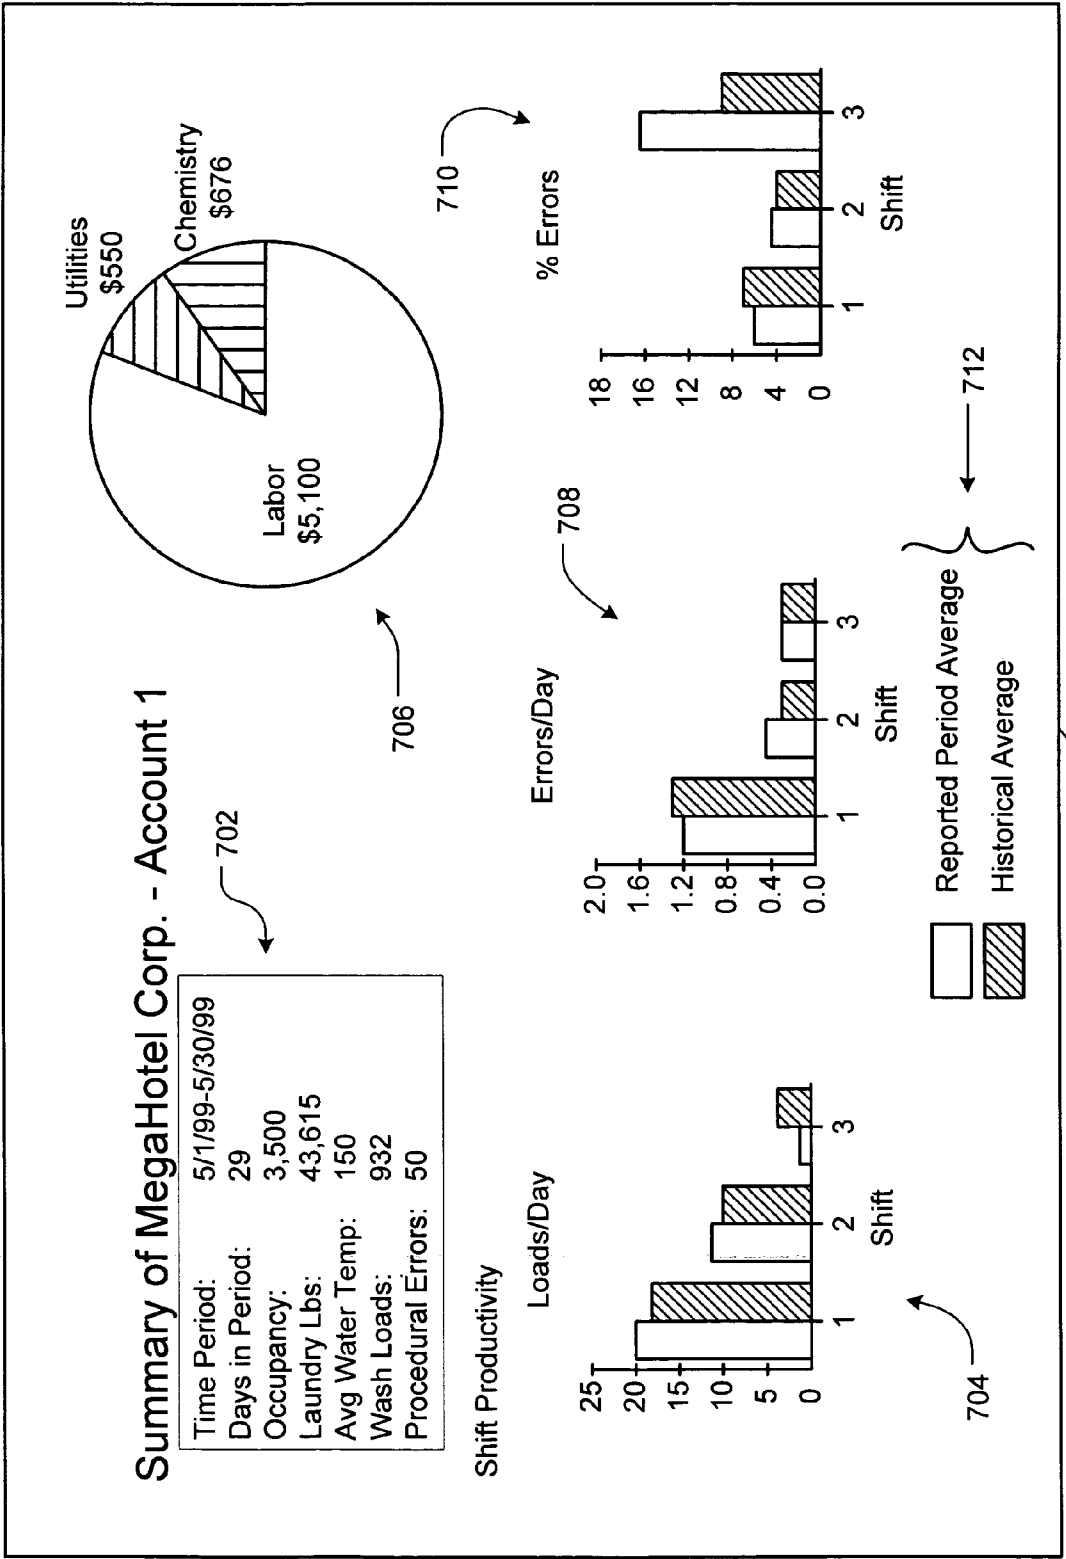 Summary of MegaHotel Corp. - Account 1
Time Period: 5/1/99-5/30/99
Days in Period: 29
Occupancy: 3,500
Laundry Lbs: 43,615
Avg Water Temp: 150
Wash Loads: 932
Procedural Errors: 50
702
Utilities
$550
Chemistry
$676
Labor
$5,100
706
Shift Productivity
Loads/Day
25
20
15
10
5
0
1
2
3
Shift
704
Errors/Day
708
2.0
1.6
1.2
0.8
0.4
0.0
1
2
3
Shift
% Errors
710
18
16
12
8
4
0
1
2
3
Shift
Reported Period Average
Historical Average
712